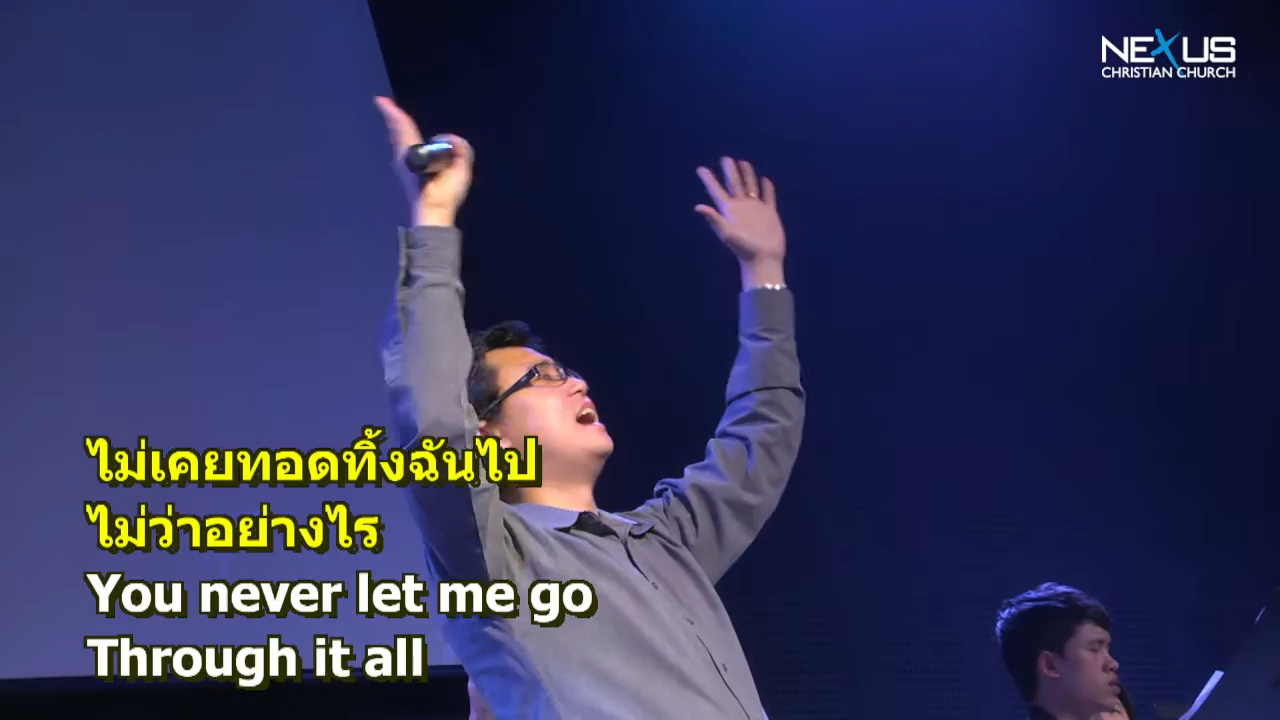 NEXUS
CHRISTIAN CHURCH
ไม่เคยทอดทิ้งฉันไป
ไม่ว่าอย่างไร
You never let me go
Through it all